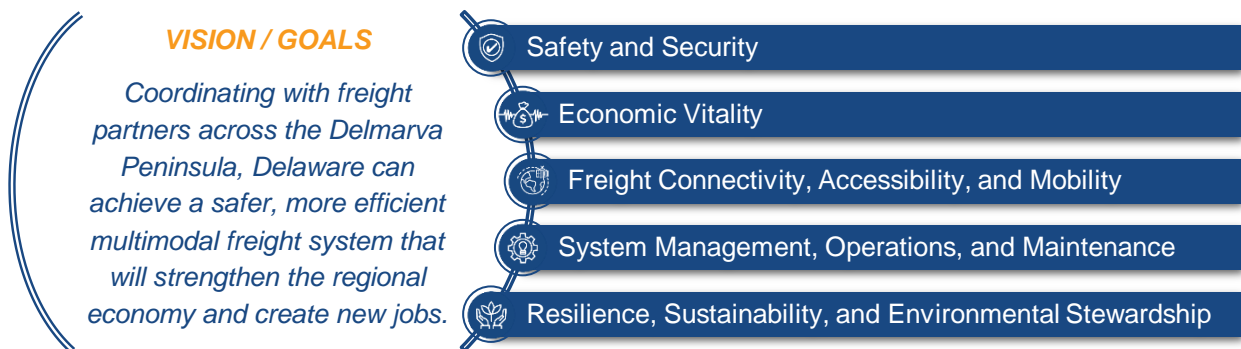 VISION / GOALS
Coordinating with freight
partners across the Delmarva
Peninsula, Delaware can
achieve a safer, more efficient
multimodal freight system that
will strengthen the regional
economy and create new jobs.
Safety and Security
Economic Vitality
Freight Connectivity, Accessibility, and Mobility
System Management, Operations, and Maintenance
Resilience, Sustainability, and Environmental Stewardship